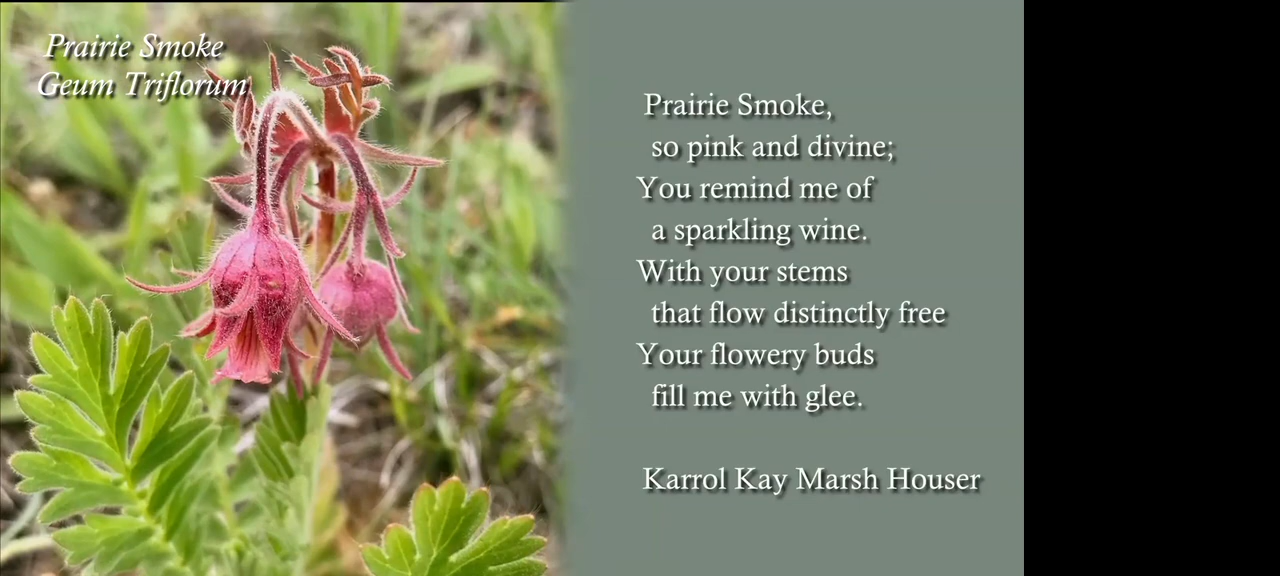 Prairie Smoke
Geum Triflorum
Prairie Smoke,
so pink and divine;
You remind me of
a sparkling wine.
With your stems
that flow distinctly free
Your flowery buds
fill me with glee.
Karrol Kay Marsh Houser